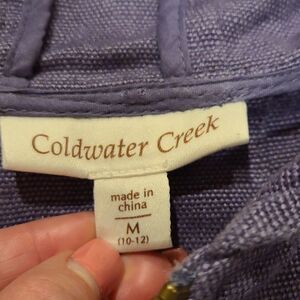 Coldwater Creek
made in
china
M
(10-12)